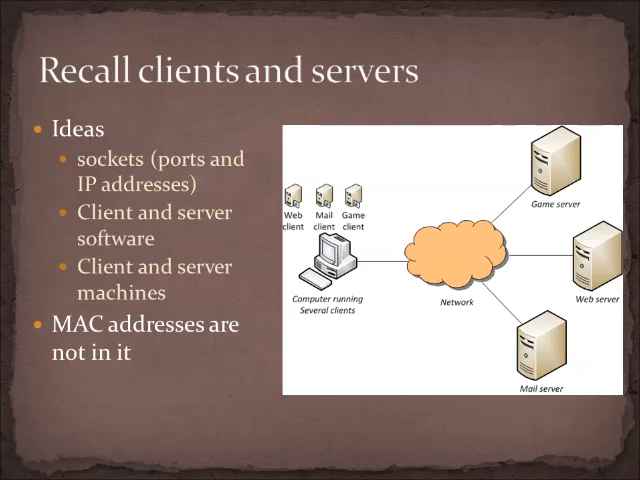 Recall clients and servers
Ideas
sockets (ports and
IP addresses)
Client and server
software
Client and server
machines
MAC addresses are
not in it
Web
client
Mail
client
Game
client
Computer running
Several clients
Network
Game server
Web server
Mail server